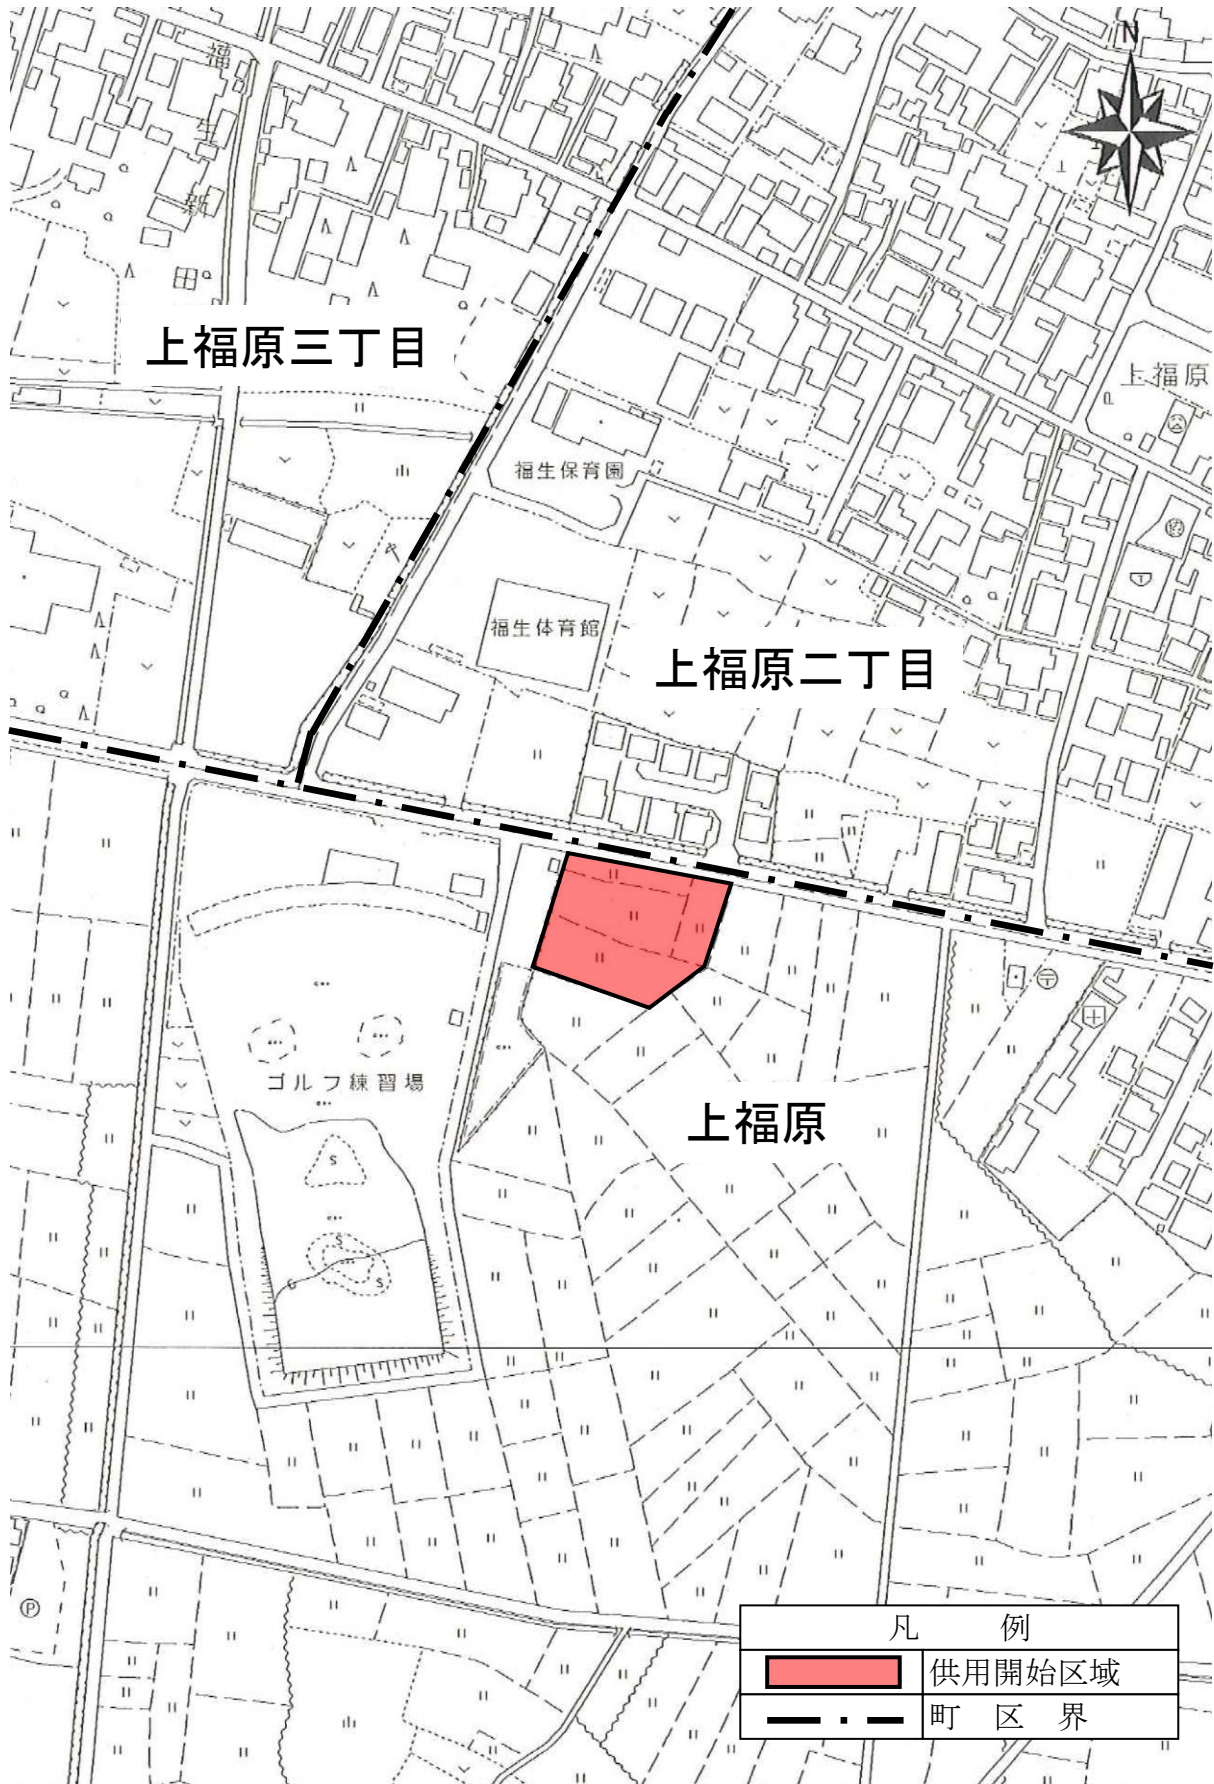 N
福
生
新
上福原三丁目
上福原
福生保育園
福生体育館
上福原二丁目
ゴルフ練習場
上福原
S
S
S
G
P
凡 例
供用開始区域
町 区 界